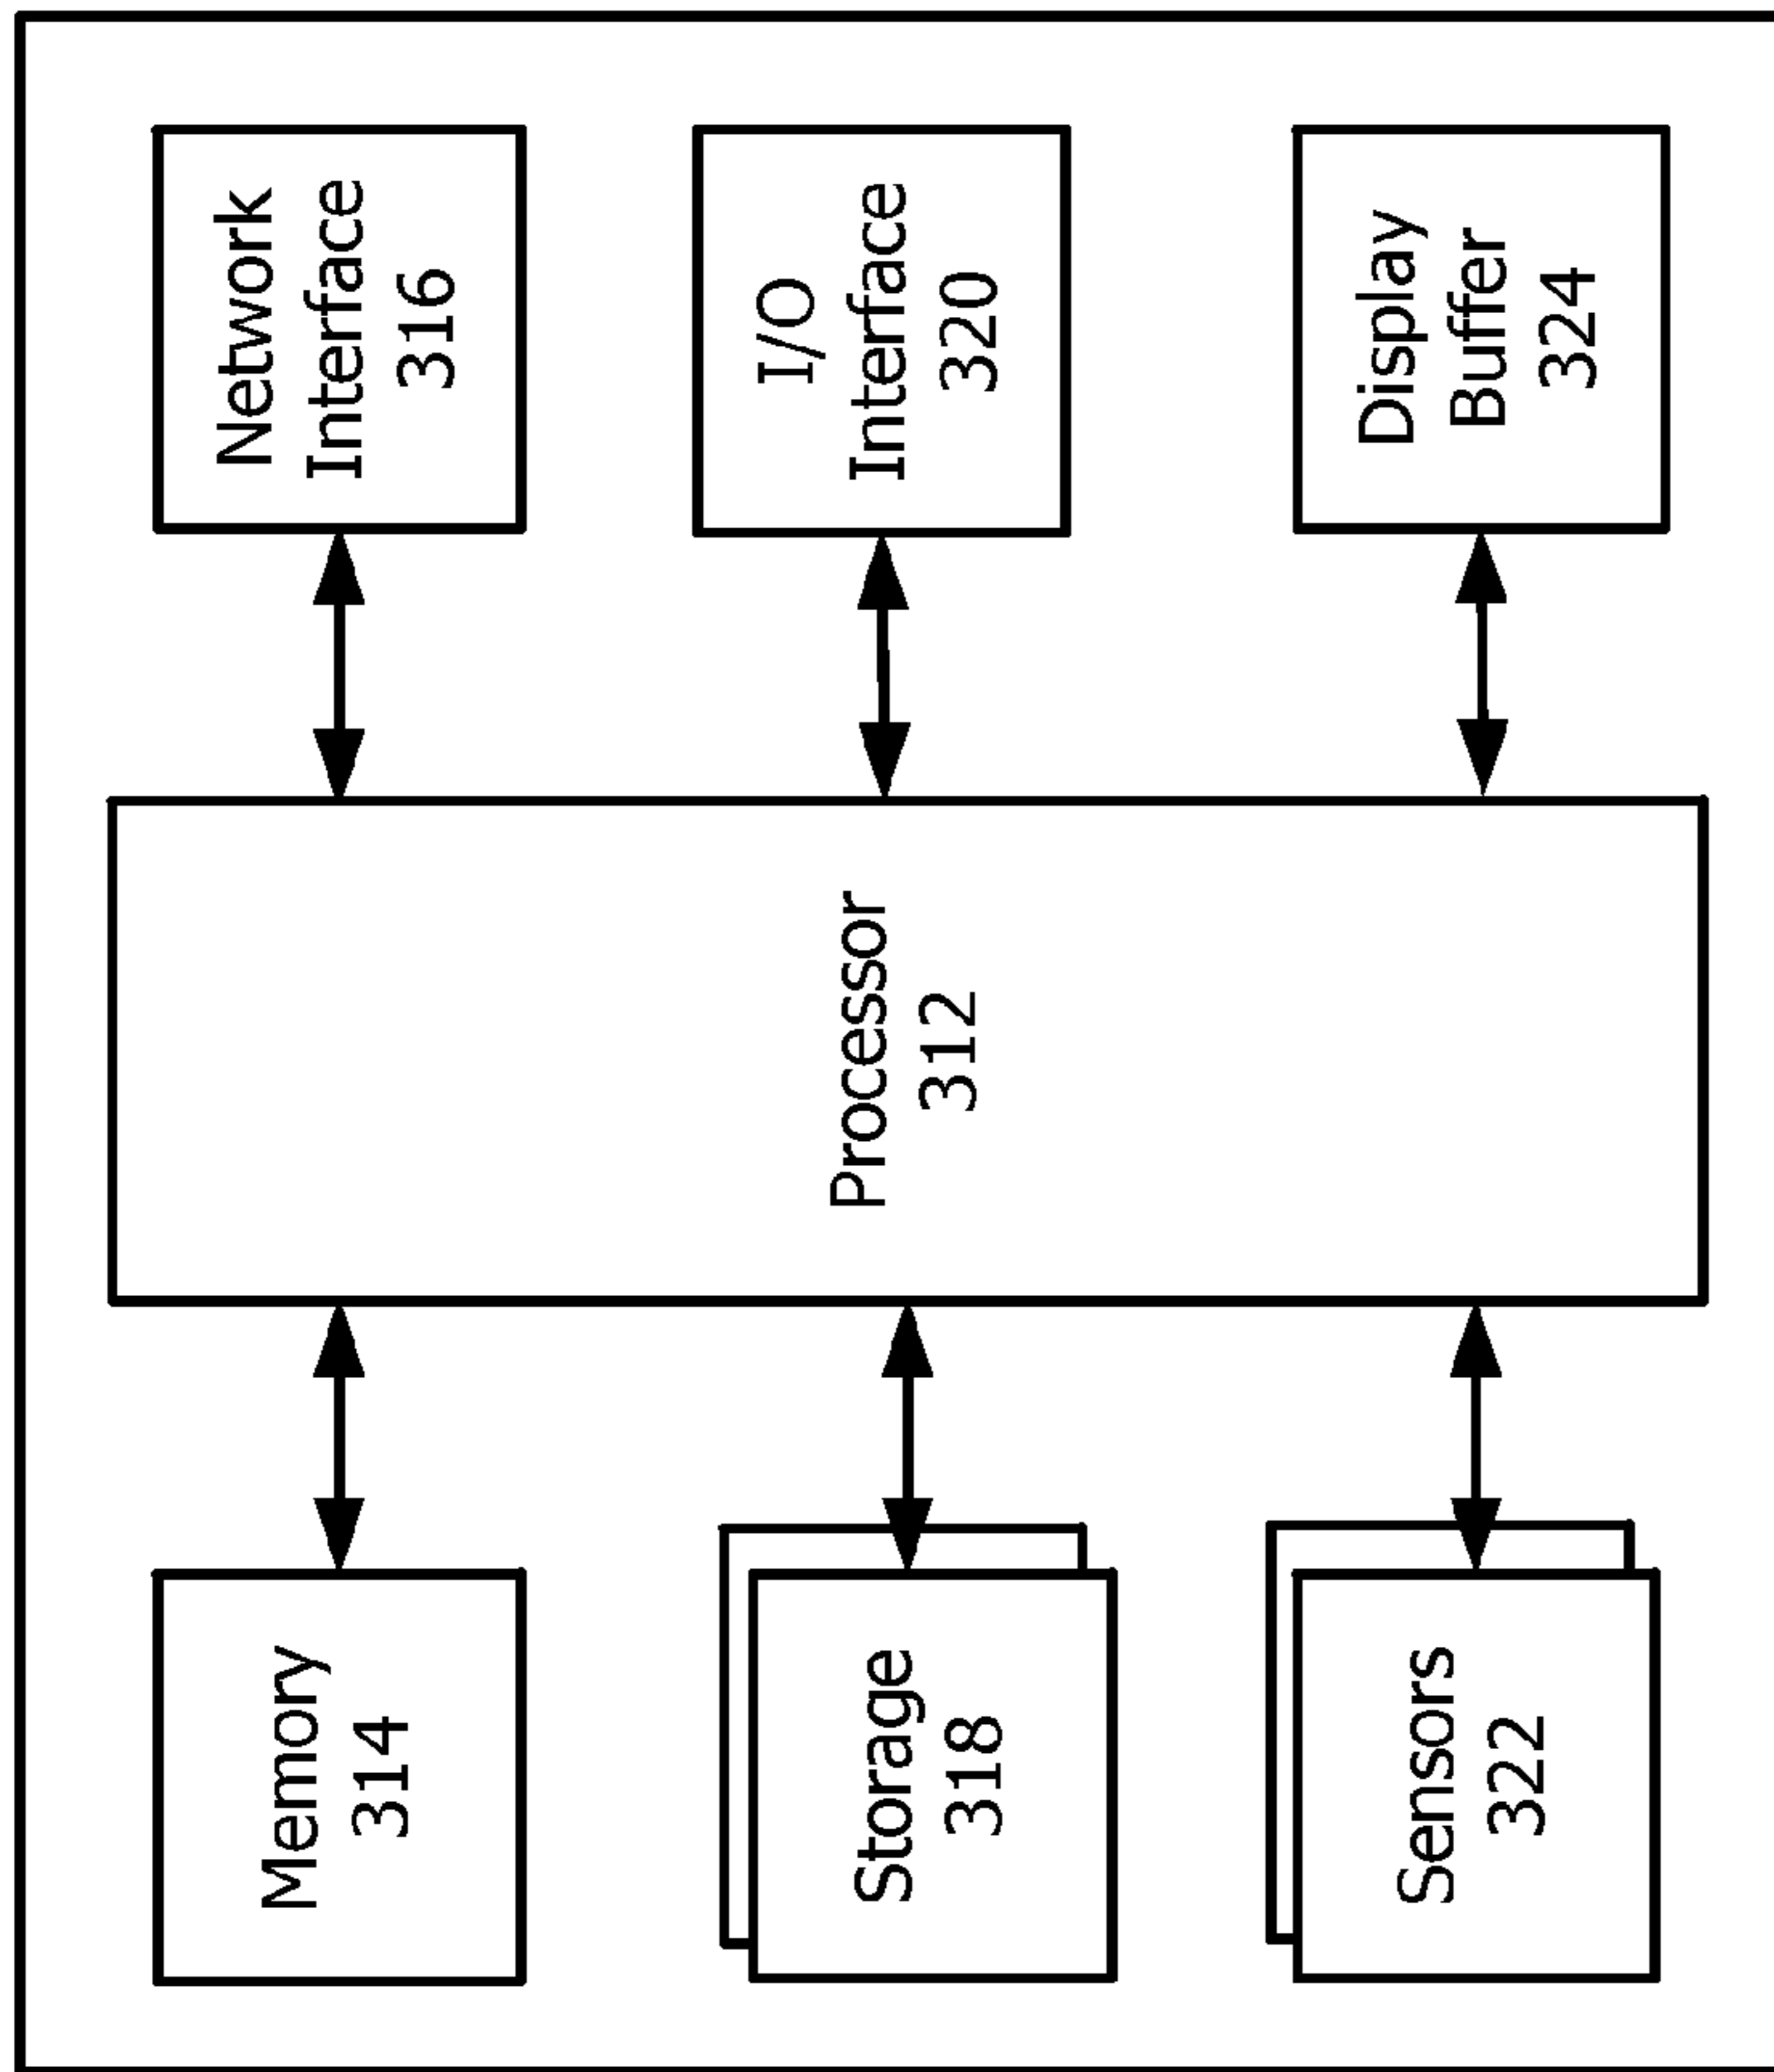 Memory
314
Processor
312
Network
Interface
316
Storage
318
I/O
Interface
320
Sensors
322
Display
Buffer
324